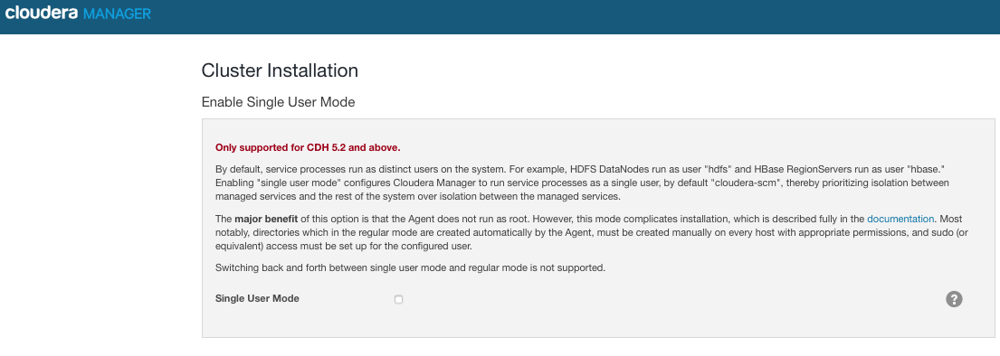 cloudera MANAGER
Cluster Installation
Enable Single User Mode
Only supported for CDH 5.2 and above.
By default, service processes run as distinct users on the system. For example, HDFS DataNodes run as user "hdfs" and HBase RegionServers run as user "hbase."
Enabling "single user mode" configures Cloudera Manager to run service processes as a single user, by default "cloudera-scm", thereby prioritizing isolation between
managed services and the rest of the system over isolation between the managed services.
The major benefit of this option is that the Agent does not run as root. However, this mode complicates installation, which is described fully in the documentation. Most
notably, directories which in the regular mode are created automatically by the Agent, must be created manually on every host with appropriate permissions, and sudo (or
equivalent) access must be set up for the configured user.
Switching back and forth between single user mode and regular mode is not supported.
Single User Mode ?